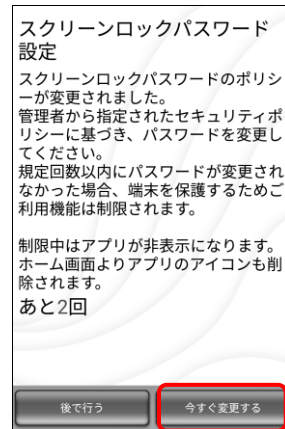 スクリーンロックパスワード
設定
スクリーンロックパスワードのポリシ
ーが変更されました。
管理者から指定されたセキュリティポ
リシーに基づき、パスワードを変更し
てください。
規定回数以内にパスワードが変更され
なかった場合、端末を保護するためご
利用機能は制限されます。
制限中はアプリが非表示になります。
ホーム画面よりアプリのアイコンも削
除されます。
あと2回
後で行う
今すぐ変更する